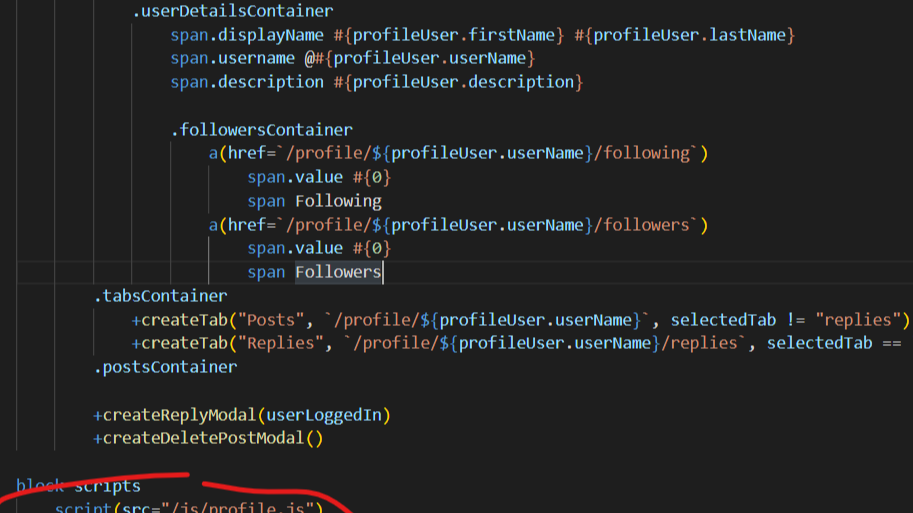 .userDetailsContainer
span.displayName #{profileUser.firstName} #{profileUser.lastName}
span.username @#{profileUser.userName}
span.description #{profileUser.description}
.followersContainer
a(href=`/profile/${profileUser.userName}/following`)
span.value #{0}
span Following
a(href=`/profile/${profileUser.userName}/followers`)
span.value #{0}
span Followers
.tabsContainer
+createTab("Posts", `/profile/${profileUser.userName}`, selectedTab != "replies")
+createTab("Replies", `/profile/${profileUser.userName}/replies`, selectedTab ==
.postsContainer
+createReplyModal(userLoggedIn)
+createDeletePostModal()
block scripts
script(src="/js/profile.js")